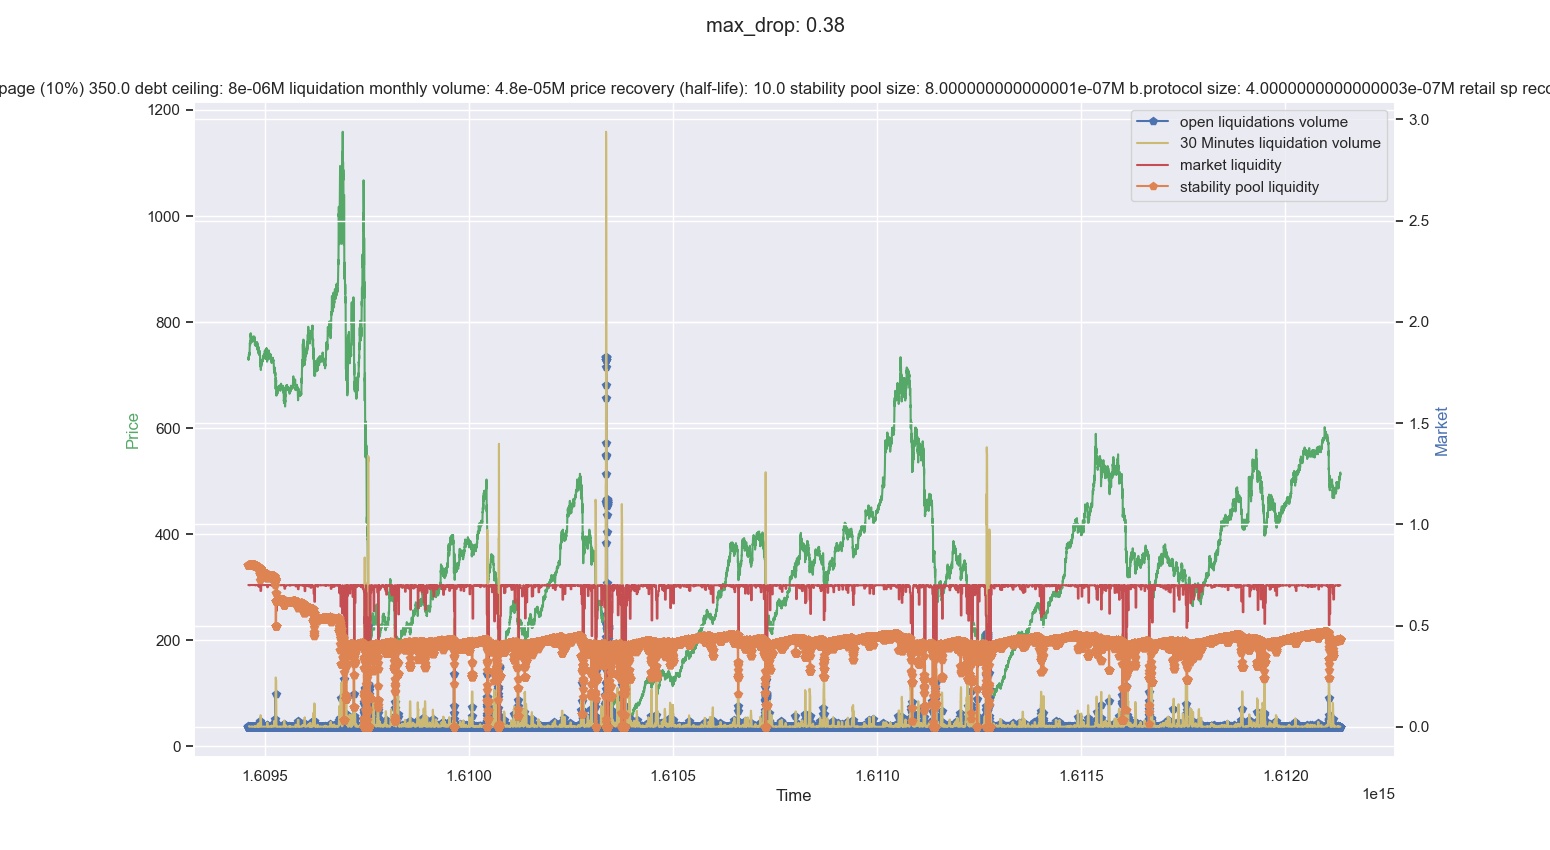 max_drop: 0.38
page (10%) 350.0 debt ceiling: 8e-06M liquidation monthly volume: 4.8e-05M price recovery (half-life): 10.0 stability pool size: 8.000000000000001e-07M b.protocol size: 4.0000000000000003e-07M retail sp reco
1200
1000
800
600
400
200
0
Price
open liquidations volume
30 Minutes liquidation volume
market liquidity
stability pool liquidity
3.0
2.5
2.0
1.5
1.0
0.5
0.0
Market
1.6095
1.6100
1.6105
1.6110
1.6115
1.6120
Time
1e15